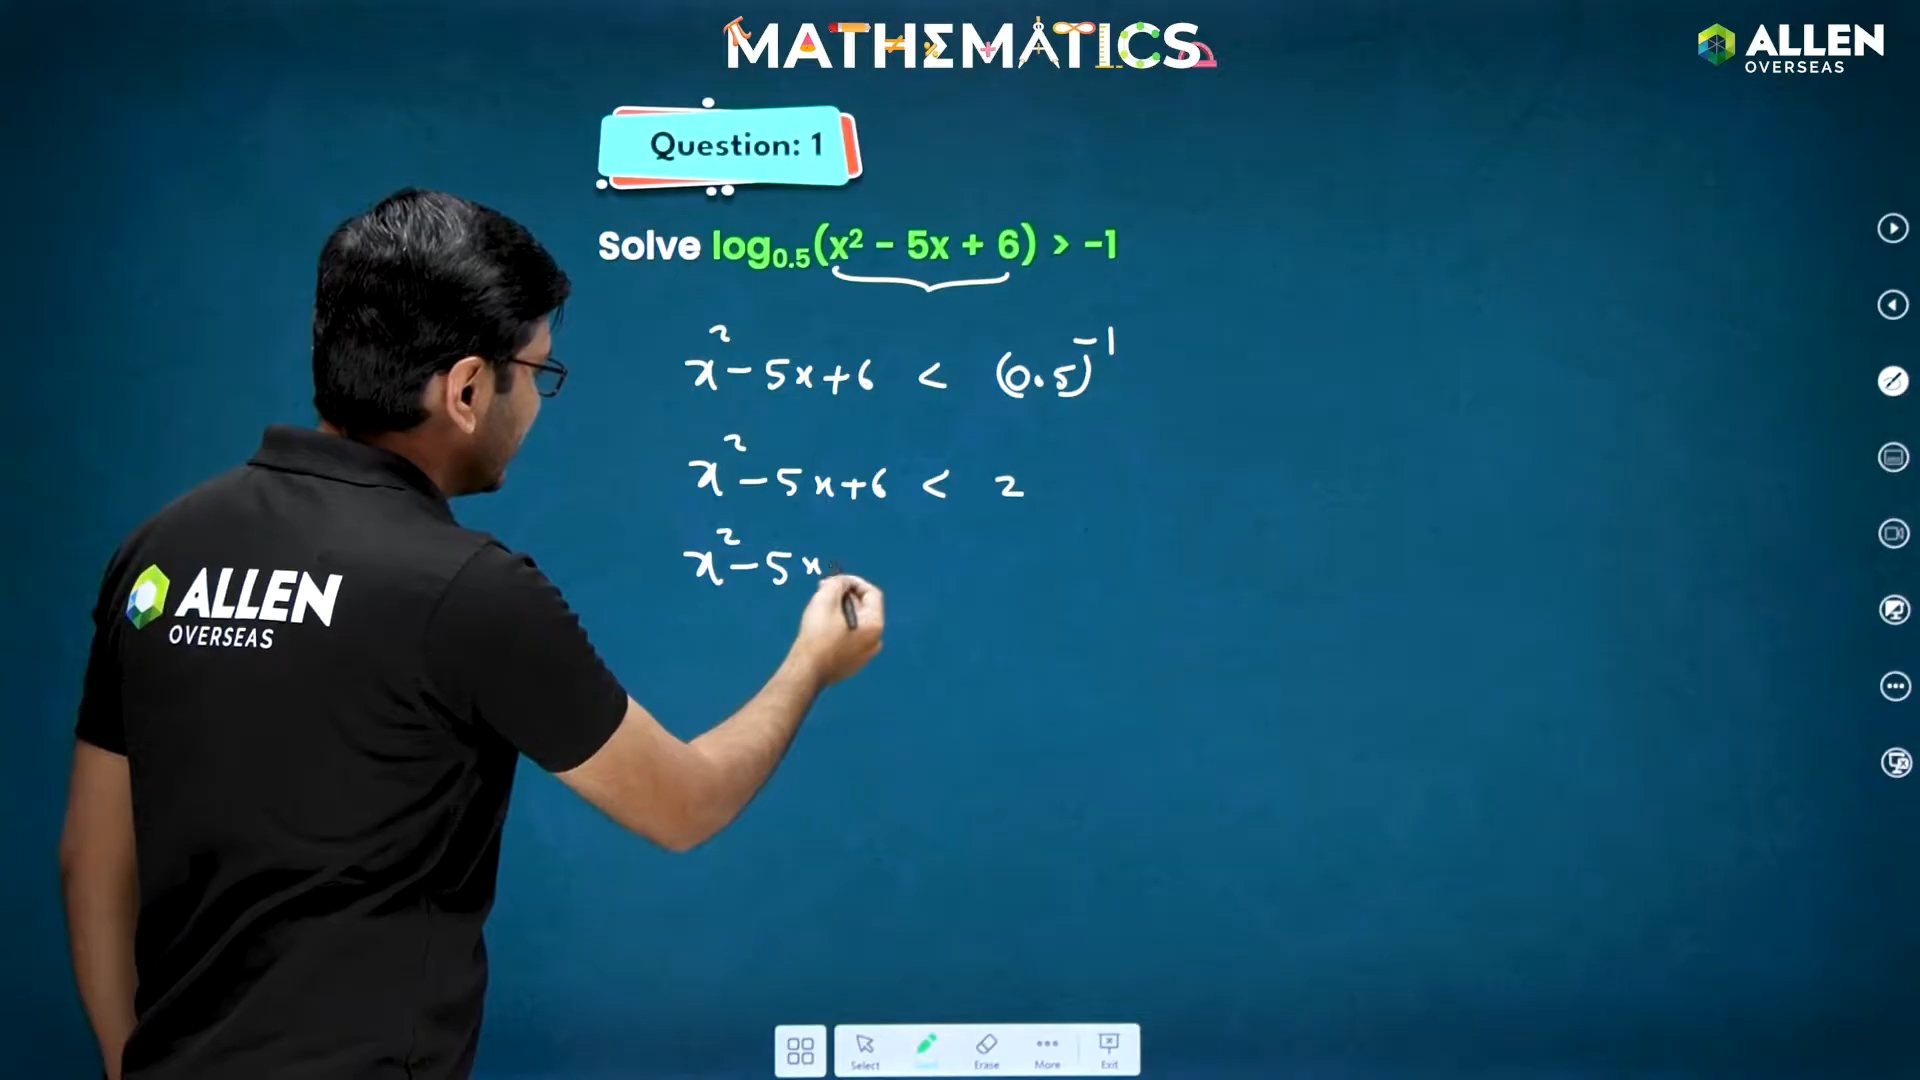 MATHEMATICS
ALLEN
OVERSEAS
Question: 1
Solve log₀.₅(x² - 5x + 6) > -1
x² - 5x + 6 < (0.5)⁻¹
x² - 5x + 6 < 2
x² - 5x
ALLEN
OVERSEAS
Select
Erase
More
Exit